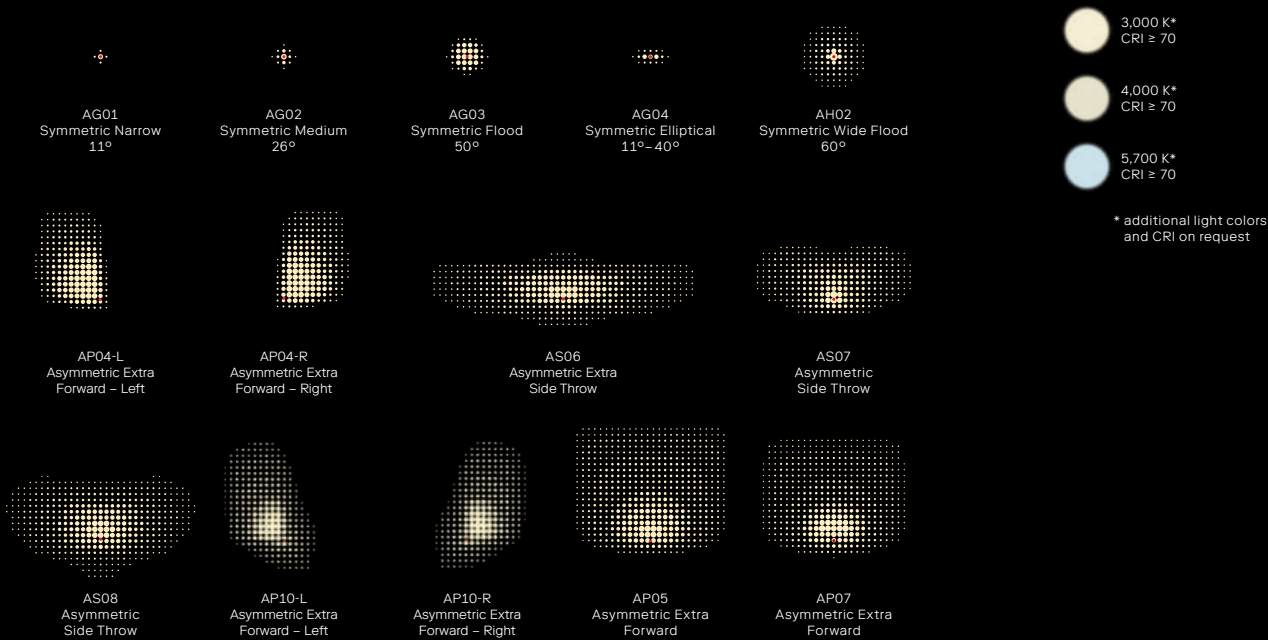 AG01
Symmetric Narrow
11°
AG02
Symmetric Medium
26°
AG03
Symmetric Flood
50°
AG04
Symmetric Elliptical
11°–40°
AH02
Symmetric Wide Flood
60°
3,000 K*
CRI ≥ 70
4,000 K*
CRI ≥ 70
5,700 K*
CRI ≥ 70
* additional light colors
and CRI on request
AP04-L
Asymmetric Extra
Forward – Left
AP04-R
Asymmetric Extra
Forward – Right
AS06
Asymmetric Extra
Side Throw
AS07
Asymmetric
Side Throw
AS08
Asymmetric
Side Throw
AP10-L
Asymmetric Extra
Forward – Left
AP10-R
Asymmetric Extra
Forward – Right
AP05
Asymmetric Extra
Forward
AP07
Asymmetric Extra
Forward